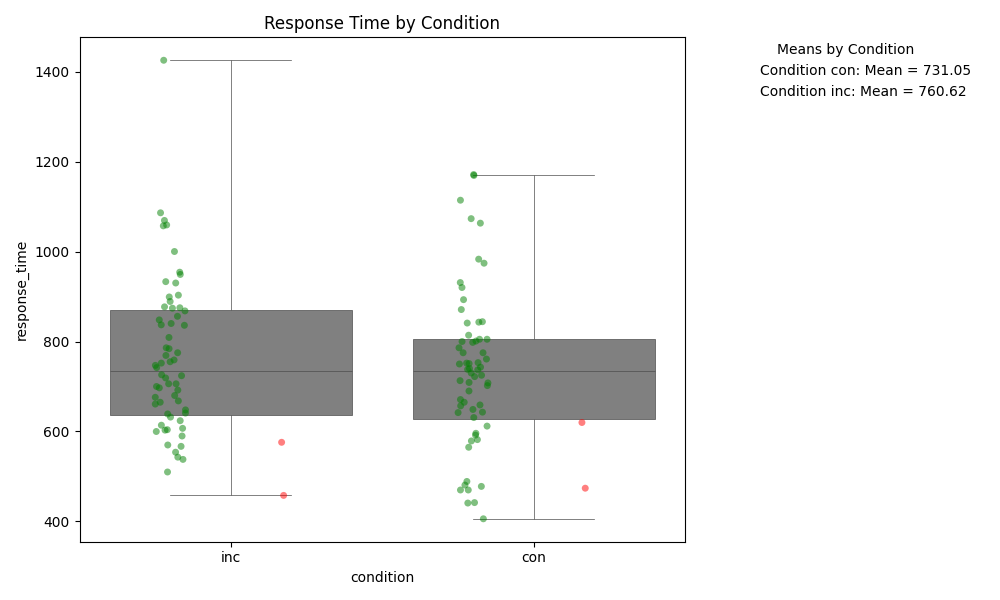 Response Time by Condition
Means by Condition
Condition con: Mean = 731.05
Condition inc: Mean = 760.62
response_time
1400
1200
1000
800
600
400
inc
con
condition